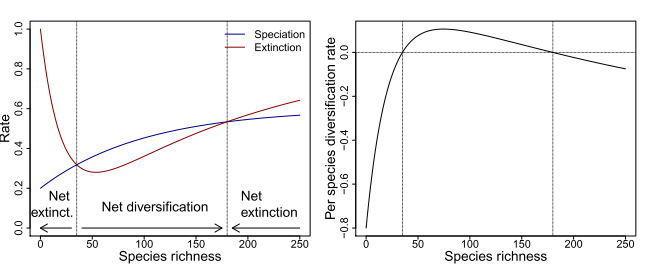 Rate
0.0 0.2 0.4 0.6 0.8 1.0
Speciation
Extinction
Net
extinct.
Net diversification
Net
extinction
0 50 100 150 200 250
Species richness
Per species diversification rate
−0.8 −0.6 −0.4 −0.2 0.0
0 50 100 150 200 250
Species richness